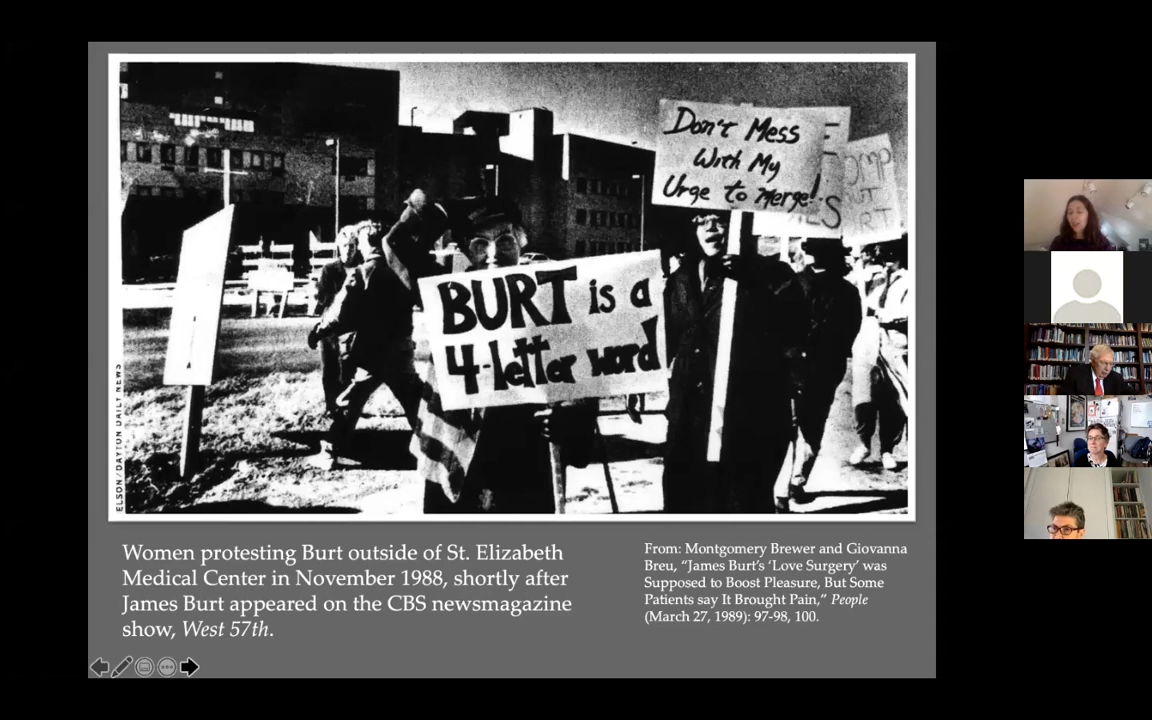 Don't Mess
With My
Urge to Merge!
BURT is a
4-letter word
ELSON/DAYTON DAILY NEWS
Women protesting Burt outside of St. Elizabeth
Medical Center in November 1988, shortly after
James Burt appeared on the CBS newsmagazine
show, West 57th.
From: Montgomery Brewer and Giovanna
Breu, “James Burt’s ‘Love Surgery’ was
Supposed to Boost Pleasure, But Some
Patients say It Brought Pain,” People
(March 27, 1989): 97-98, 100.